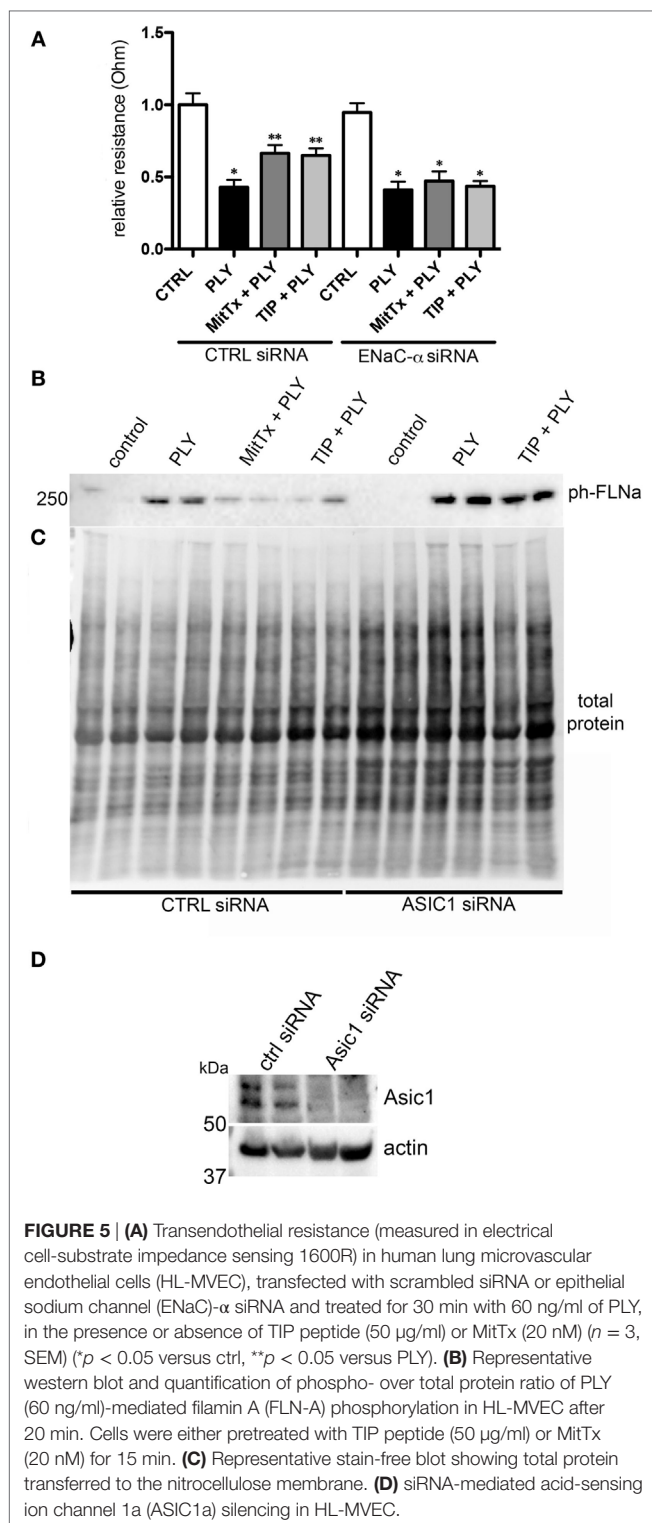 A
relative resistance (Ohm)
1.0
0.5
0.0
* ** ** * * *
CTRL PLY MitTx + PLY TIP + PLY CTRL PLY MitTx + PLY TIP + PLY
CTRL siRNA ENaC-α siRNA
B
control PLY MitTx + PLY TIP + PLY control PLY TIP + PLY
250 ph-FLNa
C
total
protein
CTRL siRNA ASIC1 siRNA
D
ctrl siRNA Asic1 siRNA
kDa
Asic1
50
actin
37
FIGURE 5 | (A) Transendothelial resistance (measured in electrical
cell-substrate impedance sensing 1600R) in human lung microvascular
endothelial cells (HL-MVEC), transfected with scrambled siRNA or epithelial
sodium channel (ENaC)-α siRNA and treated for 30 min with 60 ng/ml of PLY,
in the presence or absence of TIP peptide (50 µg/ml) or MitTx (20 nM) (n = 3,
SEM) (*p < 0.05 versus ctrl, **p < 0.05 versus PLY). (B) Representative
western blot and quantification of phospho- over total protein ratio of PLY
(60 ng/ml)-mediated filamin A (FLN-A) phosphorylation in HL-MVEC after
20 min. Cells were either pretreated with TIP peptide (50 µg/ml) or MitTx
(20 nM) for 15 min. (C) Representative stain-free blot showing total protein
transferred to the nitrocellulose membrane. (D) siRNA-mediated acid-sensing
ion channel 1a (ASIC1a) silencing in HL-MVEC.